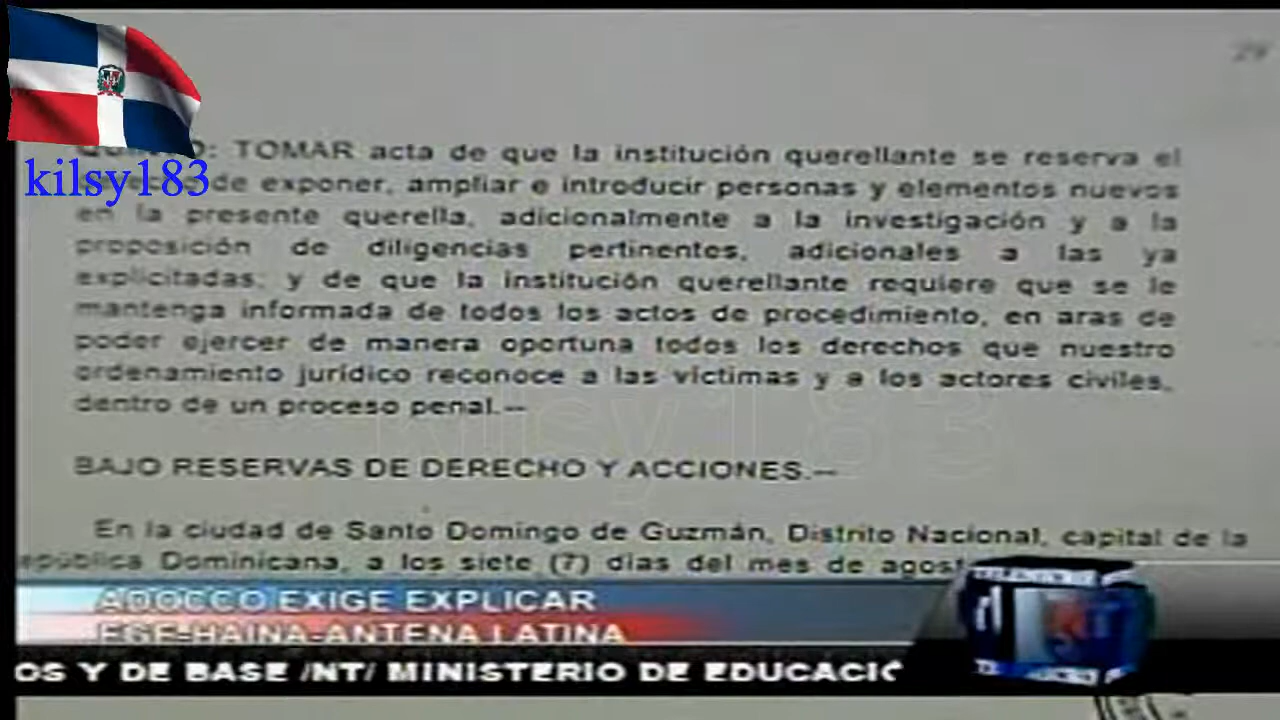 29
TOMAR acta de que la institución querellante se reserva el
de exponer, ampliar e introducir personas y elementos nuevos
en la presente querella, adicionalmente a la investigación y a la
proposición de diligencias pertinentes, adicionales a las ya
explicitadas; y de que la institución querellante requiere que se le
mantenga informada de todos los actos de procedimiento, en aras de
poder ejercer de manera oportuna todos los derechos que nuestro
ordenamiento jurídico reconoce a las víctimas y a los actores civiles,
dentro de un proceso penal.--
kilsy183
kilsy183
BAJO RESERVAS DE DERECHO Y ACCIONES.--
En la ciudad de Santo Domingo de Guzmán, Distrito Nacional, capital de la
epública Dominicana, a los siete (7) días del mes de agost
ADOCCO EXIGE EXPLICAR
EGE-HAINA-ANTENA LATINA
OS Y DE BASE /NT/ MINISTERIO DE EDUCACIÓ